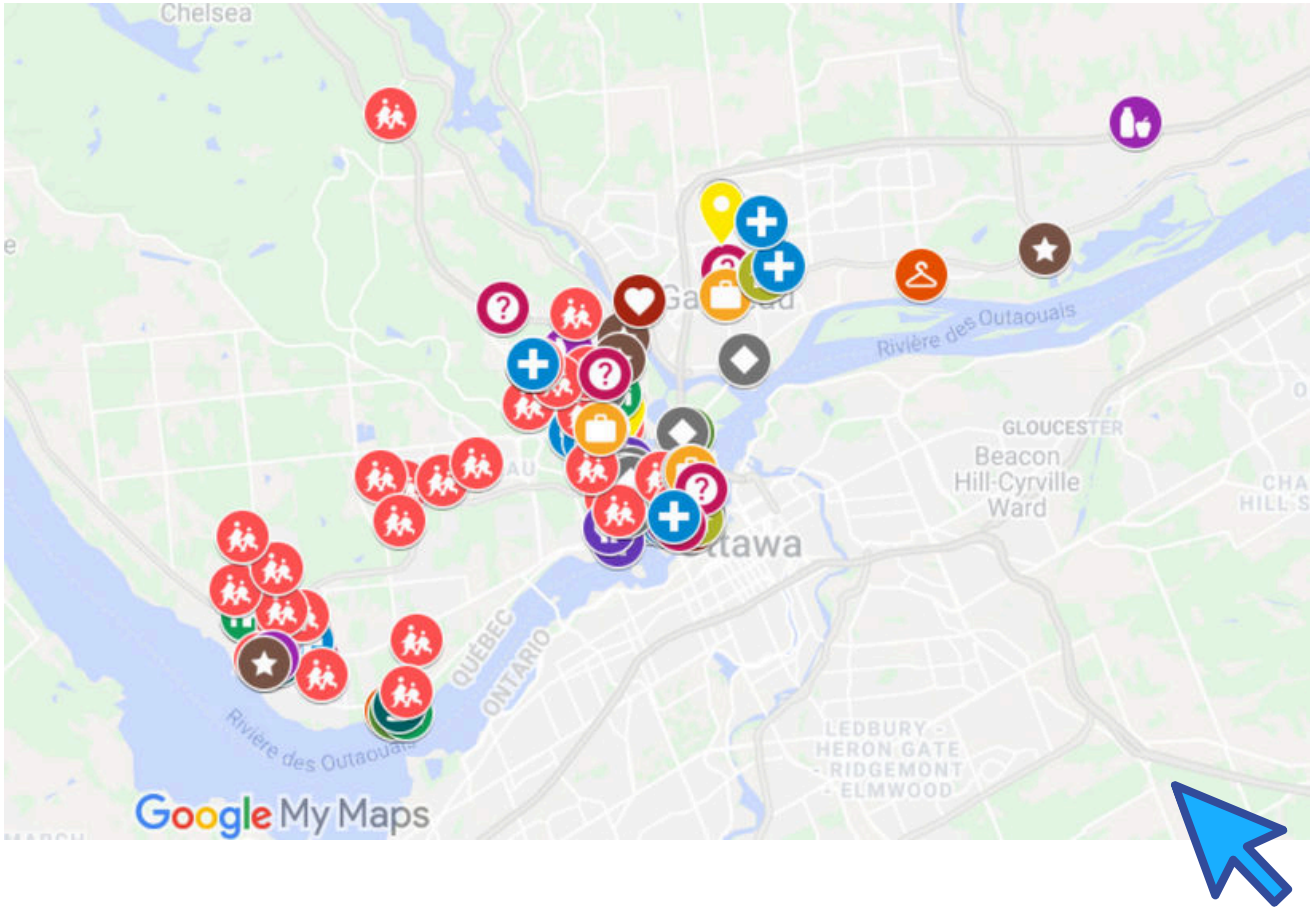 Chelsea
e
Rivière des Outaouais
GLOUCESTER
Beacon
Hill-Cyrville
Ward
AU
ttawa
QUÉBEC
ONTARIO
Rivière des Outaouais
LEDBURY -
HERON GATE
- RIDGEMONT
- ELMWOOD
Google My Maps